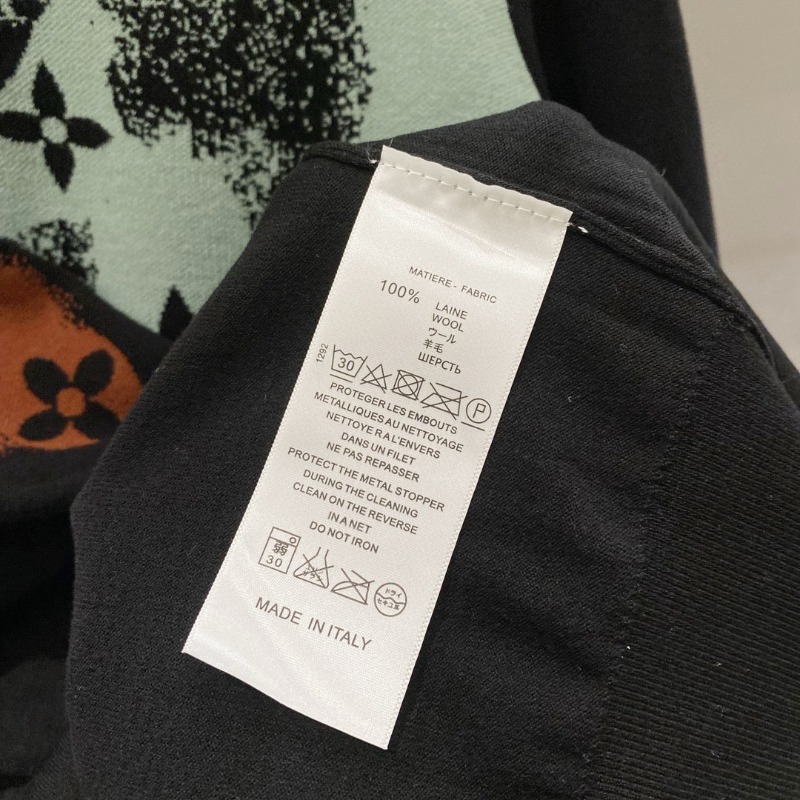 MATIERE - FABRIC
100% LAINE
WOOL
ウール
羊毛
ШЕРСТЬ
1292
30
P
PROTEGER LES EMBOUTS
METALLIQUES AU NETTOYAGE
NETTOYER A L'ENVERS
DANS UN FILET
NE PAS REPASSER
PROTECT THE METAL STOPPER
DURING THE CLEANING
CLEAN ON THE REVERSE
IN A NET
DO NOT IRON
弱
30
ドライ
MADE IN ITALY